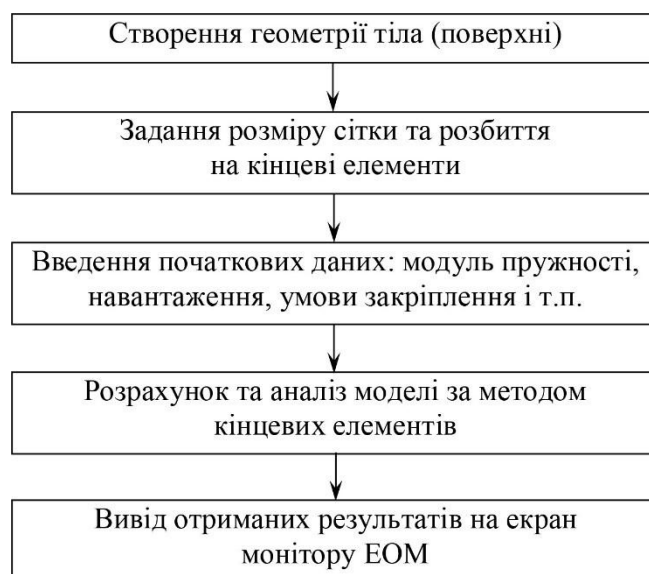 Створення геометрії тіла (поверхні)
Задання розміру сітки та розбиття
на кінцеві елементи
Введення початкових даних: модуль пружності,
навантаження, умови закріплення і т.п.
Розрахунок та аналіз моделі за методом
кінцевих елементів
Вивід отриманих результатів на екран
монітору ЕОМ